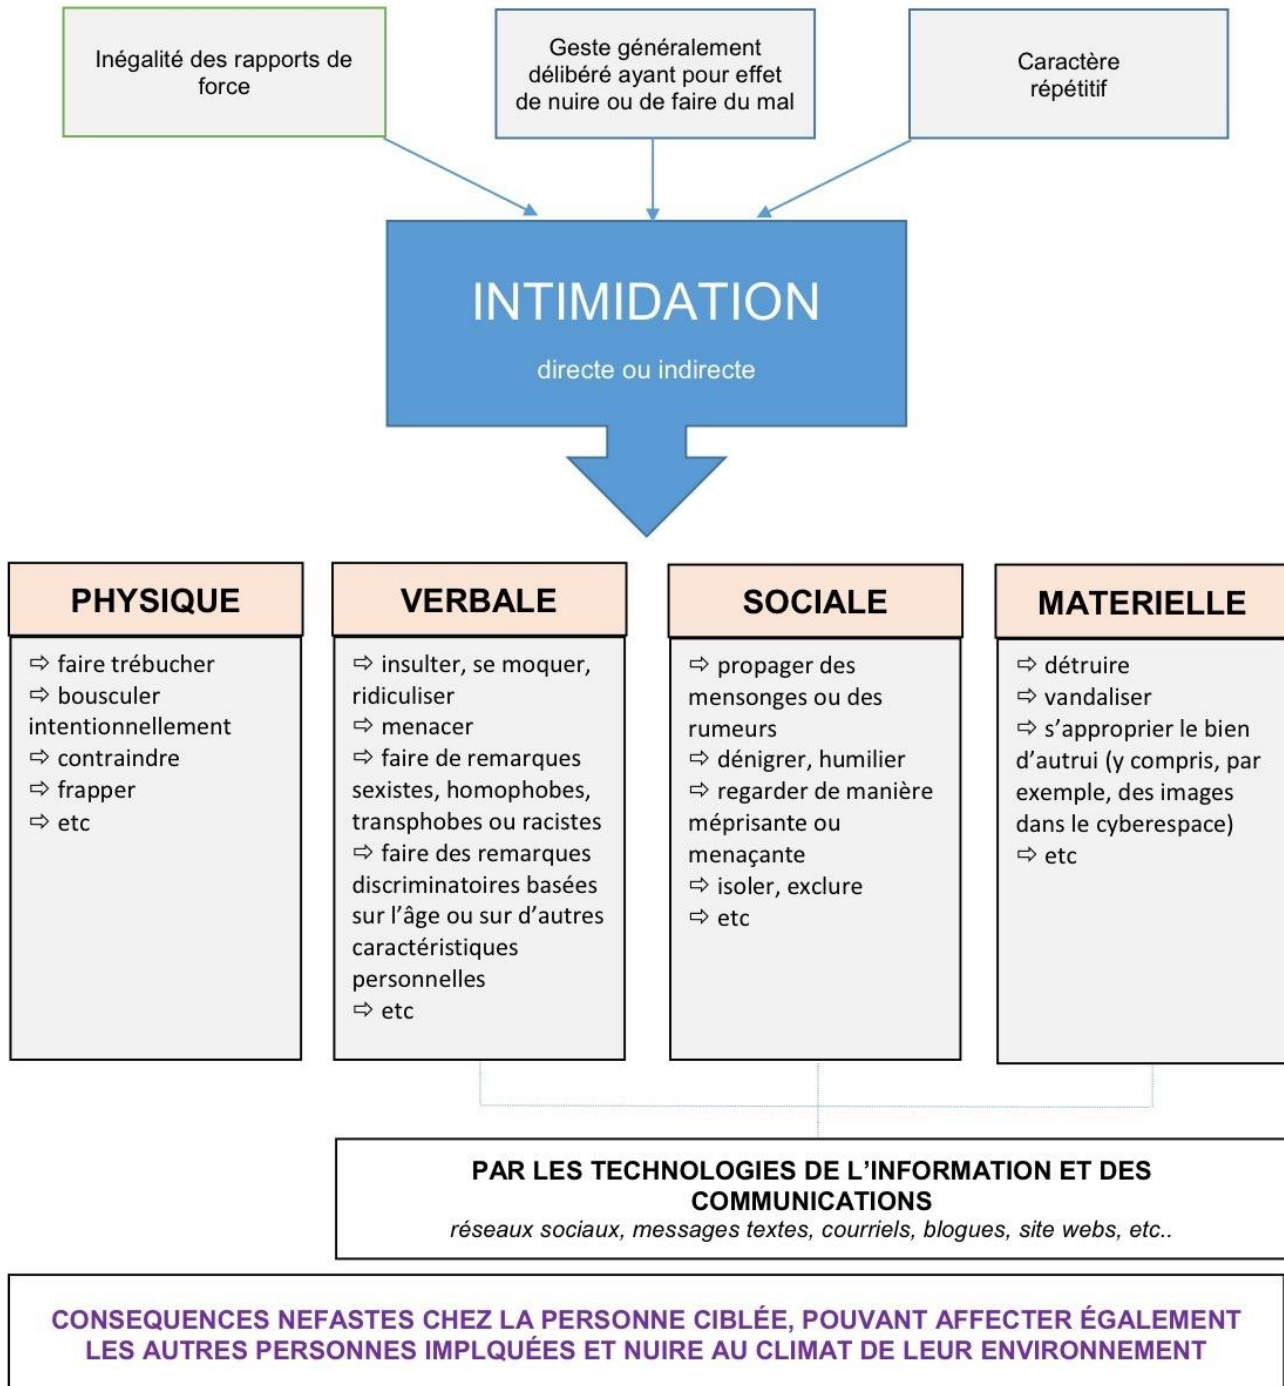 Inégalité des rapports de
force
Geste généralement
délibéré ayant pour effet
de nuire ou de faire du mal
Caractère
répétitif
INTIMIDATION
directe ou indirecte
PHYSIQUE
⇨ faire trébucher
⇨ bousculer
intentionnellement
⇨ contraindre
⇨ frapper
⇨ etc
VERBALE
⇨ insulter, se moquer,
ridiculiser
⇨ menacer
⇨ faire de remarques
sexistes, homophobes,
transphobes ou racistes
⇨ faire des remarques
discriminatoires basées
sur l’âge ou sur d’autres
caractéristiques
personnelles
⇨ etc
SOCIALE
⇨ propager des
mensonges ou des
rumeurs
⇨ dénigrer, humilier
⇨ regarder de manière
méprisante ou
menaçante
⇨ isoler, exclure
⇨ etc
MATERIELLE
⇨ détruire
⇨ vandaliser
⇨ s’approprier le bien
d’autrui (y compris, par
exemple, des images
dans le cyberespace)
⇨ etc
PAR LES TECHNOLOGIES DE L’INFORMATION ET DES
COMMUNICATIONS
réseaux sociaux, messages textes, courriels, blogues, site webs, etc..
CONSEQUENCES NEFASTES CHEZ LA PERSONNE CIBLÉE, POUVANT AFFECTER ÉGALEMENT
LES AUTRES PERSONNES IMPLQUÉES ET NUIRE AU CLIMAT DE LEUR ENVIRONNEMENT